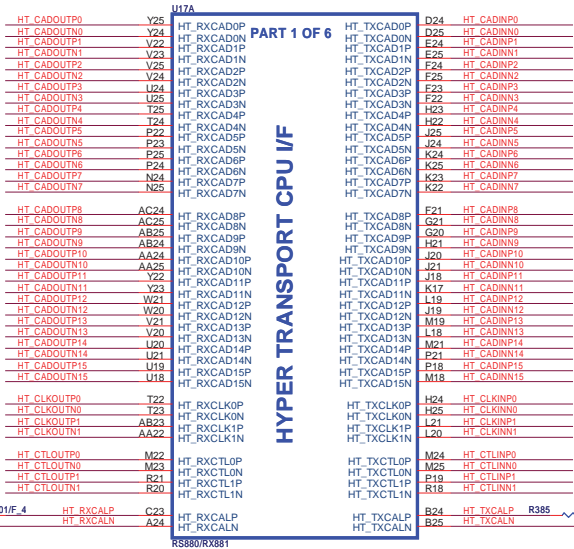 U17A
PART 1 OF 6
HYPER TRANSPORT CPU I/F
HT_CADOUTP0 Y25 HT_RXCAD0P HT_TXCAD0P D24 HT_CADINP0
HT_CADOUTN0 Y24 HT_RXCAD0N HT_TXCAD0N D25 HT_CADINN0
HT_CADOUTP1 V22 HT_RXCAD1P HT_TXCAD1P E24 HT_CADINP1
HT_CADOUTN1 V23 HT_RXCAD1N HT_TXCAD1N E25 HT_CADINN1
HT_CADOUTP2 V25 HT_RXCAD2P HT_TXCAD2P F24 HT_CADINP2
HT_CADOUTN2 V24 HT_RXCAD2N HT_TXCAD2N F25 HT_CADINN2
HT_CADOUTP3 U24 HT_RXCAD3P HT_TXCAD3P F23 HT_CADINP3
HT_CADOUTN3 U25 HT_RXCAD3N HT_TXCAD3N F22 HT_CADINN3
HT_CADOUTP4 T25 HT_RXCAD4P HT_TXCAD4P H23 HT_CADINP4
HT_CADOUTN4 T24 HT_RXCAD4N HT_TXCAD4N H22 HT_CADINN4
HT_CADOUTP5 P22 HT_RXCAD5P HT_TXCAD5P J25 HT_CADINP5
HT_CADOUTN5 P23 HT_RXCAD5N HT_TXCAD5N J24 HT_CADINN5
HT_CADOUTP6 P25 HT_RXCAD6P HT_TXCAD6P K24 HT_CADINP6
HT_CADOUTN6 P24 HT_RXCAD6N HT_TXCAD6N K25 HT_CADINN6
HT_CADOUTP7 N24 HT_RXCAD7P HT_TXCAD7P K23 HT_CADINP7
HT_CADOUTN7 N25 HT_RXCAD7N HT_TXCAD7N K22 HT_CADINN7
HT_CADOUTP8 AC24 HT_RXCAD8P HT_TXCAD8P F21 HT_CADINP8
HT_CADOUTN8 AC25 HT_RXCAD8N HT_TXCAD8N G21 HT_CADINN8
HT_CADOUTP9 AB25 HT_RXCAD9P HT_TXCAD9P G20 HT_CADINP9
HT_CADOUTN9 AB24 HT_RXCAD9N HT_TXCAD9N H21 HT_CADINN9
HT_CADOUTP10 AA24 HT_RXCAD10P HT_TXCAD10P J20 HT_CADINP10
HT_CADOUTN10 AA25 HT_RXCAD10N HT_TXCAD10N J21 HT_CADINN10
HT_CADOUTP11 Y22 HT_RXCAD11P HT_TXCAD11P J18 HT_CADINP11
HT_CADOUTN11 Y23 HT_RXCAD11N HT_TXCAD11N K17 HT_CADINN11
HT_CADOUTP12 W21 HT_RXCAD12P HT_TXCAD12P L19 HT_CADINP12
HT_CADOUTN12 W20 HT_RXCAD12N HT_TXCAD12N J19 HT_CADINN12
HT_CADOUTP13 V21 HT_RXCAD13P HT_TXCAD13P M19 HT_CADINP13
HT_CADOUTN13 V20 HT_RXCAD13N HT_TXCAD13N L18 HT_CADINN13
HT_CADOUTP14 U20 HT_RXCAD14P HT_TXCAD14P M21 HT_CADINP14
HT_CADOUTN14 U21 HT_RXCAD14N HT_TXCAD14N P21 HT_CADINN14
HT_CADOUTP15 U19 HT_RXCAD15P HT_TXCAD15P P18 HT_CADINP15
HT_CADOUTN15 U18 HT_RXCAD15N HT_TXCAD15N M18 HT_CADINN15
HT_CLKOUTP0 T22 HT_RXCLK0P HT_TXCLK0P H24 HT_CLKINP0
HT_CLKOUTN0 T23 HT_RXCLK0N HT_TXCLK0N H25 HT_CLKINN0
HT_CLKOUTP1 AB23 HT_RXCLK1P HT_TXCLK1P L21 HT_CLKINP1
HT_CLKOUTN1 AA22 HT_RXCLK1N HT_TXCLK1N L20 HT_CLKINN1
HT_CTLOUTP0 M22 HT_RXCTL0P HT_TXCTL0P M24 HT_CTLINP0
HT_CTLOUTN0 M23 HT_RXCTL0N HT_TXCTL0N M25 HT_CTLINN0
HT_CTLOUTP1 R21 HT_RXCTL1P HT_TXCTL1P P19 HT_CTLINP1
HT_CTLOUTN1 R20 HT_RXCTL1N HT_TXCTL1N R18 HT_CTLINN1
01/F_4 HT_RXCALP C23 HT_RXCALP HT_TXCALP B24 HT_TXCALP R385
HT_RXCALN A24 HT_RXCALN HT_TXCALN B25 HT_TXCALN
RS880/RX881